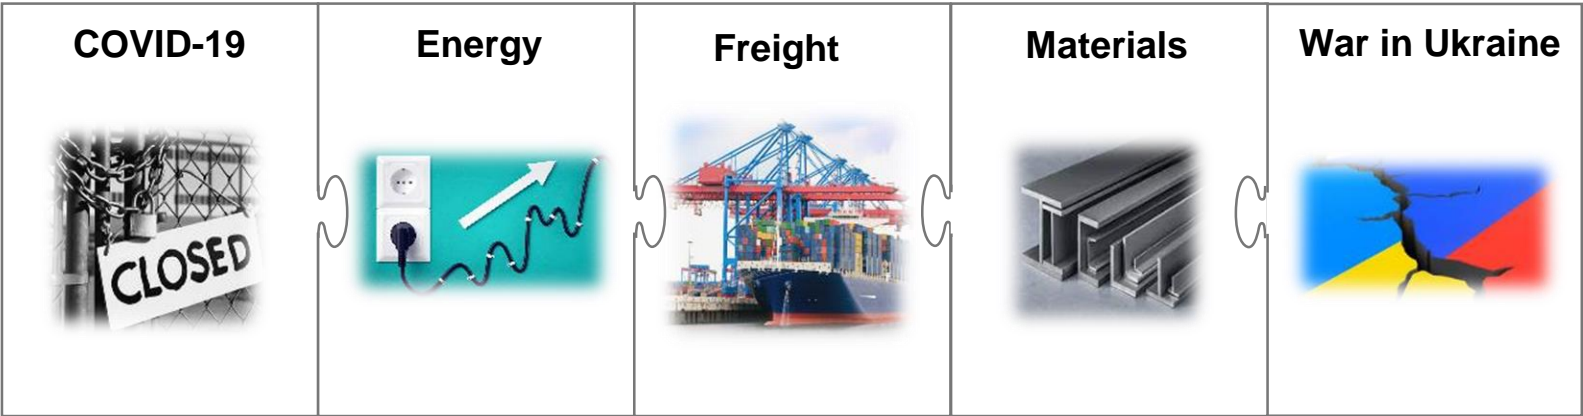 COVID-19
Energy
Freight
Materials
War in Ukraine
CLOSED